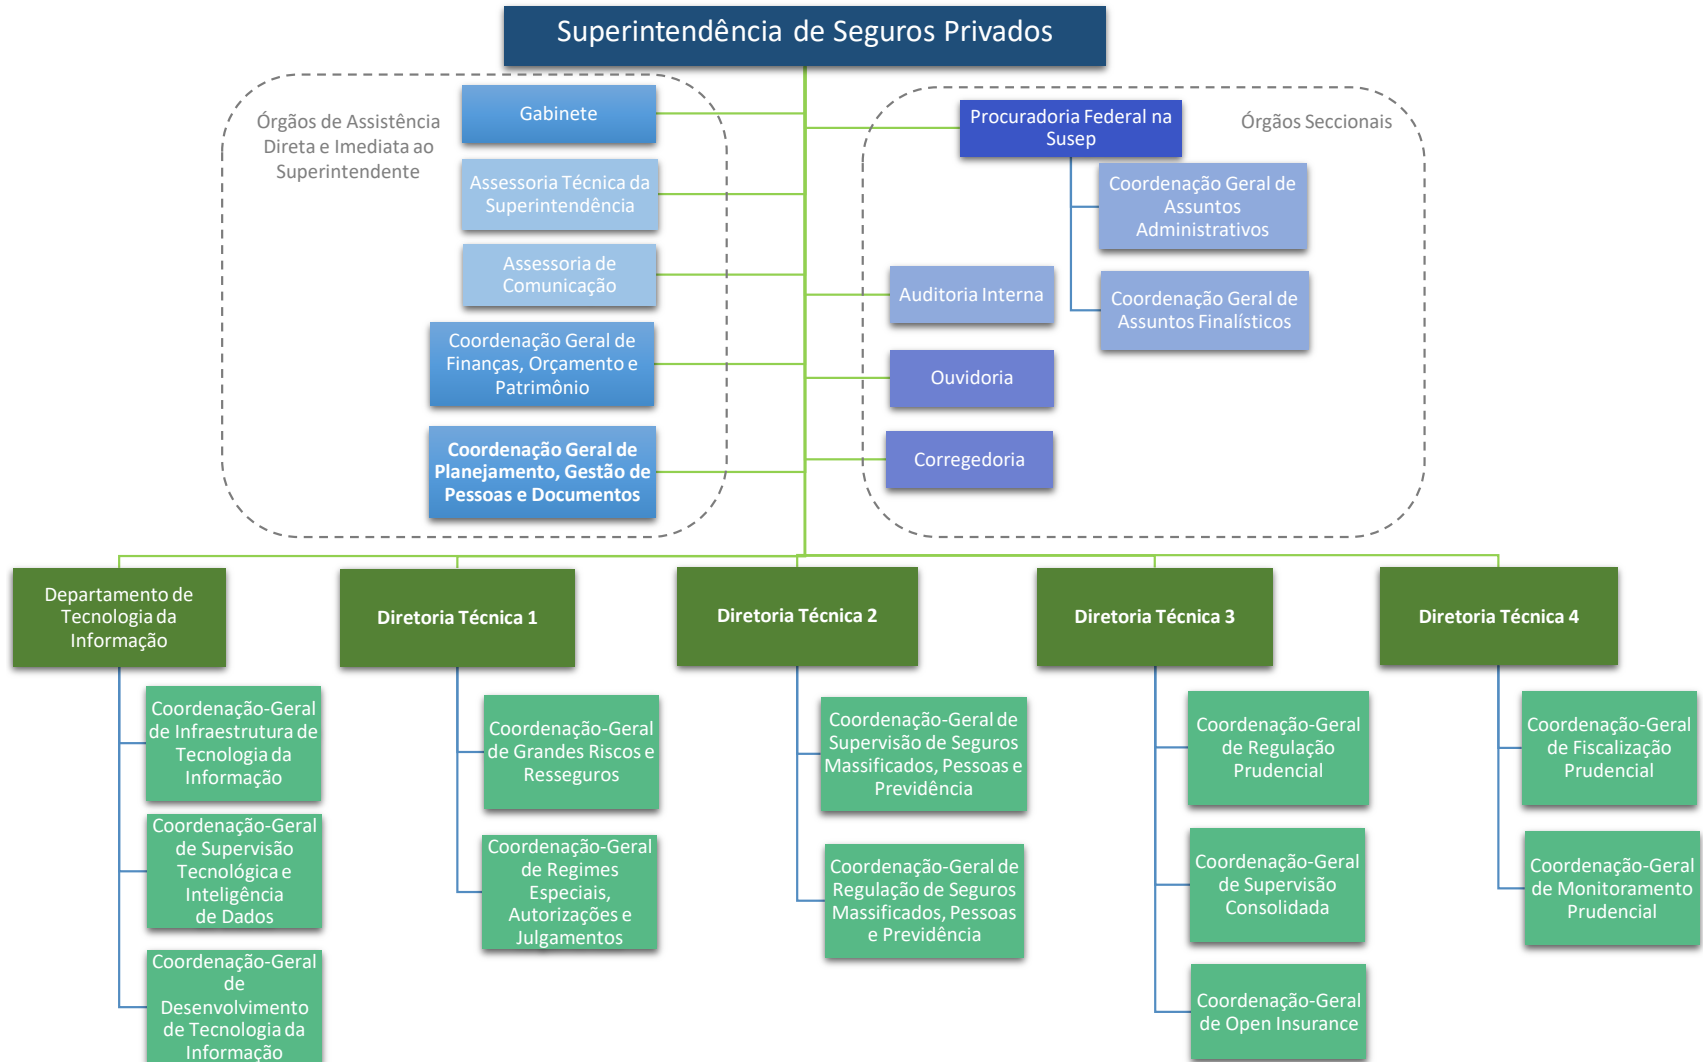 Superintendência de Seguros Privados
Órgãos de Assistência
Direta e Imediata ao
Superintendente
Gabinete
Assessoria Técnica da
Superintendência
Assessoria de
Comunicação
Coordenação Geral de
Finanças, Orçamento e
Patrimônio
Coordenação Geral de
Planejamento, Gestão de
Pessoas e Documentos
Órgãos Seccionais
Procuradoria Federal na
Susep
Coordenação Geral de
Assuntos
Administrativos
Coordenação Geral de
Assuntos Finalísticos
Auditoria Interna
Ouvidoria
Corregedoria
Departamento de
Tecnologia da
Informação
Coordenação-Geral
de Infraestrutura de
Tecnologia da
Informação
Coordenação-Geral
de Supervisão
Tecnológica e
Inteligência
de Dados
Coordenação-Geral
de
Desenvolvimento
de Tecnologia da
Informação
Diretoria Técnica 1
Coordenação-Geral
de Grandes Riscos e
Resseguros
Coordenação-Geral
de Regimes
Especiais,
Autorizações e
Julgamentos
Diretoria Técnica 2
Coordenação-Geral de
Supervisão de Seguros
Massificados, Pessoas e
Previdência
Coordenação-Geral de
Regulação de Seguros
Massificados, Pessoas
e Previdência
Diretoria Técnica 3
Coordenação-Geral
de Regulação
Prudencial
Coordenação-Geral
de Supervisão
Consolidada
Coordenação-Geral
de Open Insurance
Diretoria Técnica 4
Coordenação-Geral
de Fiscalização
Prudencial
Coordenação-Geral
de Monitoramento
Prudencial